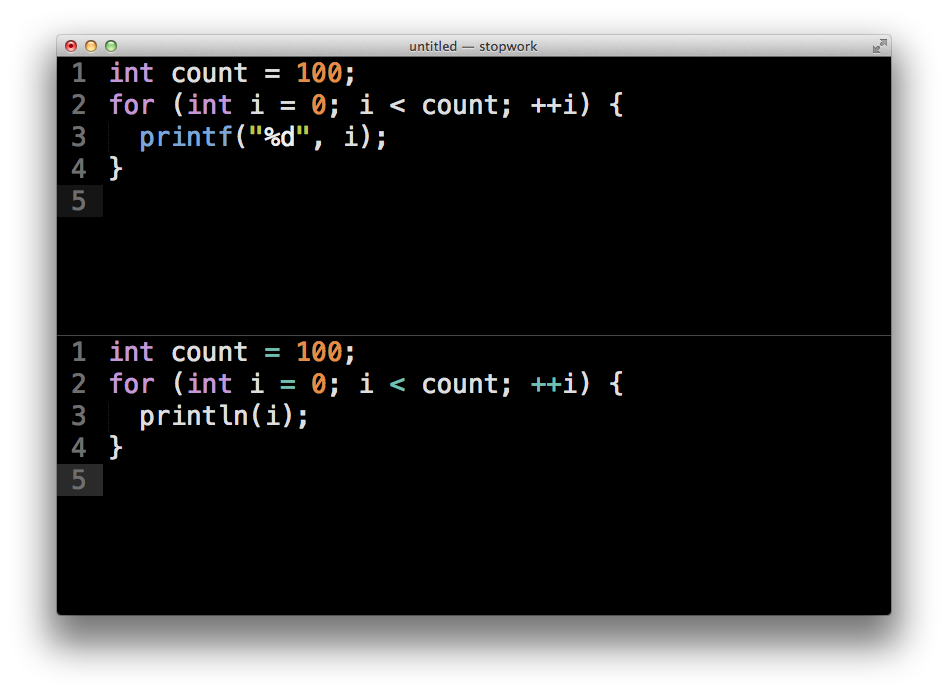 untitled — stopwork
1 int count = 100;
2 for (int i = 0; i < count; ++i) {
3   printf("%d", i);
4 }
5
1 int count = 100;
2 for (int i = 0; i < count; ++i) {
3   println(i);
4 }
5